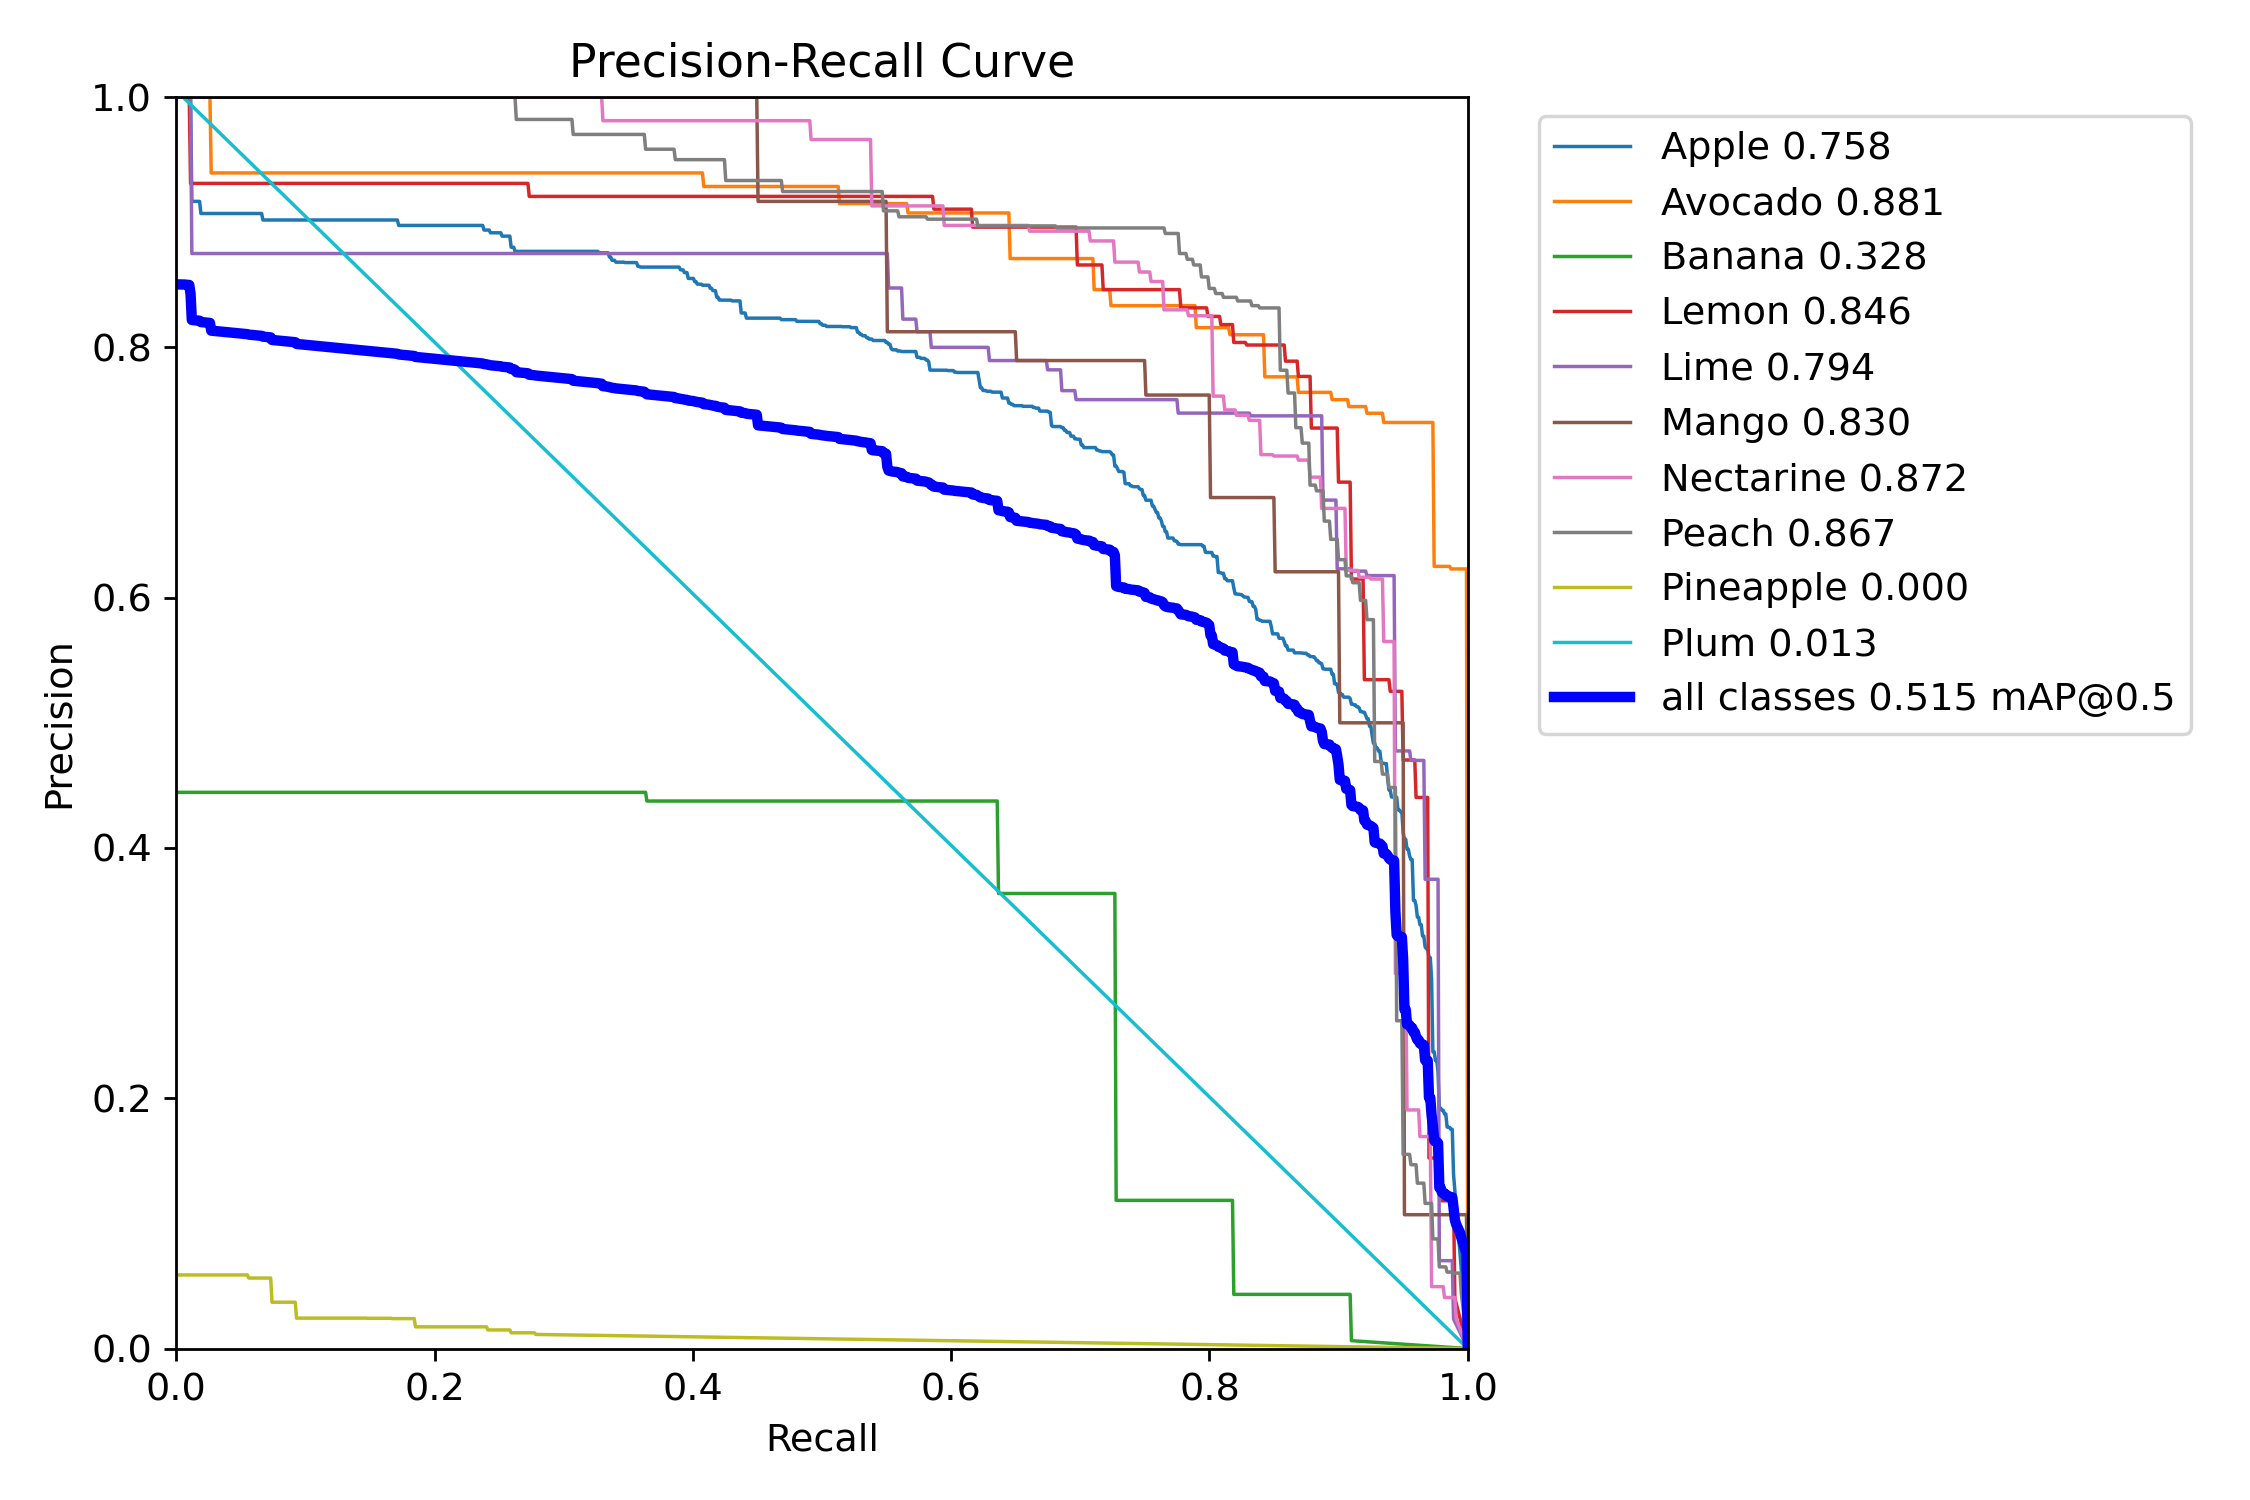 Precision-Recall Curve
1.0
0.8
0.6
0.4
0.2
0.0
Precision
0.0 0.2 0.4 0.6 0.8 1.0
Recall
Apple 0.758
Avocado 0.881
Banana 0.328
Lemon 0.846
Lime 0.794
Mango 0.830
Nectarine 0.872
Peach 0.867
Pineapple 0.000
Plum 0.013
all classes 0.515 mAP@0.5